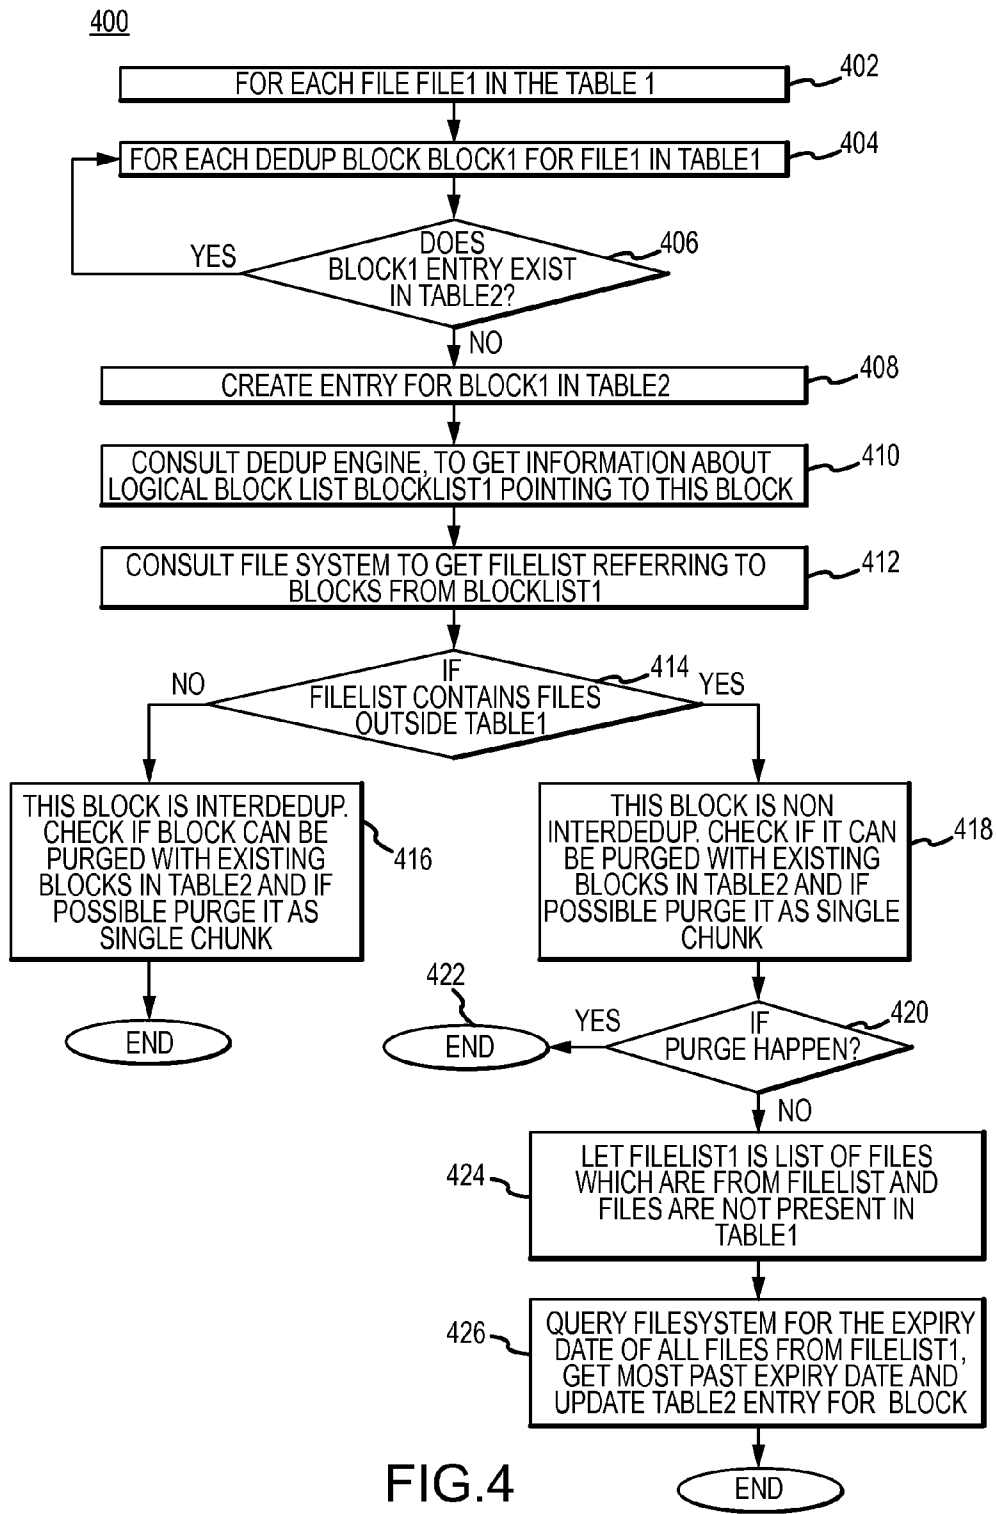 400
FOR EACH FILE FILE1 IN THE TABLE 1
402
FOR EACH DEDUP BLOCK BLOCK1 FOR FILE1 IN TABLE1
404
DOES
BLOCK1 ENTRY EXIST
IN TABLE2?
406
YES
NO
CREATE ENTRY FOR BLOCK1 IN TABLE2
408
CONSULT DEDUP ENGINE, TO GET INFORMATION ABOUT
LOGICAL BLOCK LIST BLOCKLIST1 POINTING TO THIS BLOCK
410
CONSULT FILE SYSTEM TO GET FILELIST REFERRING TO
BLOCKS FROM BLOCKLIST1
412
IF
FILELIST CONTAINS FILES
OUTSIDE TABLE1
414
NO
YES
THIS BLOCK IS INTERDEDUP.
CHECK IF BLOCK CAN BE
PURGED WITH EXISTING
BLOCKS IN TABLE2 AND IF
POSSIBLE PURGE IT AS
SINGLE CHUNK
416
THIS BLOCK IS NON
INTERDEDUP. CHECK IF IT CAN
BE PURGED WITH EXISTING
BLOCKS IN TABLE2 AND IF
POSSIBLE PURGE IT AS SINGLE
CHUNK
418
END
422
END
YES
IF
PURGE HAPPEN?
420
NO
LET FILELIST1 IS LIST OF FILES
WHICH ARE FROM FILELIST AND
FILES ARE NOT PRESENT IN
TABLE1
424
QUERY FILESYSTEM FOR THE EXPIRY
DATE OF ALL FILES FROM FILELIST1,
GET MOST PAST EXPIRY DATE AND
UPDATE TABLE2 ENTRY FOR BLOCK
426
END
FIG.4